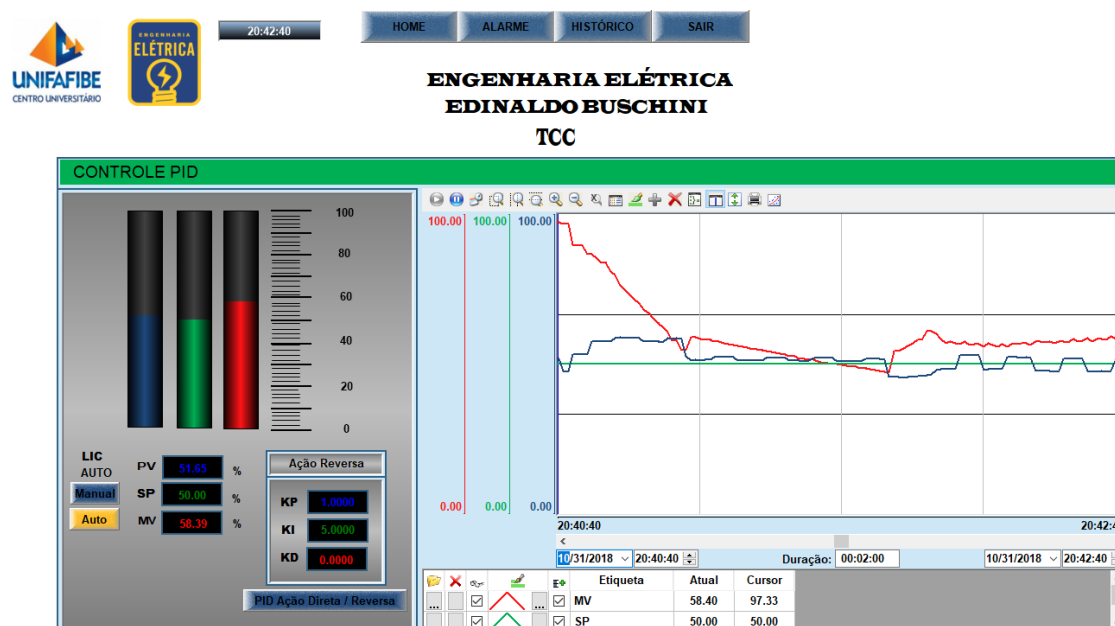 UNIFAFIBE
CENTRO UNIVERSITÁRIO
ENGENHARIA
ELÉTRICA
20:42:40
HOME ALARME HISTÓRICO SAIR
ENGENHARIA ELÉTRICA
EDINALDO BUSCHINI
TCC
CONTROLE PID
100
80
60
40
20
0
LIC
AUTO
Manual
Auto
PV 51.65 %
SP 50.00 %
MV 58.39 %
Ação Reversa
KP 1.0000
KI 5.0000
KD 0.0000
PID Ação Direta / Reversa
100.00 100.00 100.00
0.00 0.00 0.00
20:40:40 20:42:4
10/31/2018 20:40:40 Duração: 00:02:00 10/31/2018 20:42:40
Etiqueta Atual Cursor
... ... MV 58.40 97.33
SP 50.00 50.00